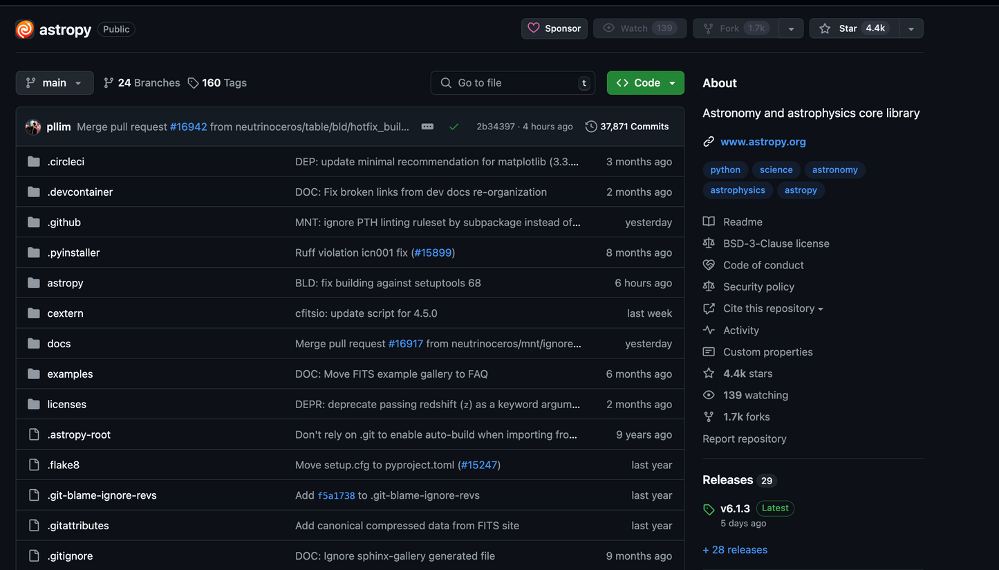 astropy Public Sponsor Watch 139 Fork 1.7k Star 4.4k
main 24 Branches 160 Tags Go to file t Code
pllim Merge pull request #16942 from neutrinoceros/table/bld/hotfix_buil... 2b34397 · 4 hours ago 37,871 Commits
.circleci DEP: update minimal recommendation for matplotlib (3.3.... 3 months ago
.devcontainer DOC: Fix broken links from dev docs re-organization 2 months ago
.github MNT: ignore PTH linting ruleset by subpackage instead of... yesterday
.pyinstaller Ruff violation icn001 fix (#15899) 8 months ago
astropy BLD: fix building against setuptools 68 6 hours ago
cextern cfitsio: update script for 4.5.0 last week
docs Merge pull request #16917 from neutrinoceros/mnt/ignore... yesterday
examples DOC: Move FITS example gallery to FAQ 6 months ago
licenses DEPR: deprecate passing redshift (z) as a keyword argum... 2 months ago
.astropy-root Don't rely on .git to enable auto-build when importing fro... 9 years ago
.flake8 Move setup.cfg to pyproject.toml (#15247) last year
.git-blame-ignore-revs Add f5a1738 to .git-blame-ignore-revs last year
.gitattributes Add canonical compressed data from FITS site last year
.gitignore DOC: Ignore sphinx-gallery generated file 9 months ago
About
Astronomy and astrophysics core library
www.astropy.org
python science astronomy
astrophysics astropy
Readme
BSD-3-Clause license
Code of conduct
Security policy
Cite this repository
Activity
Custom properties
4.4k stars
139 watching
1.7k forks
Report repository
Releases 29
v6.1.3 Latest
5 days ago
+ 28 releases